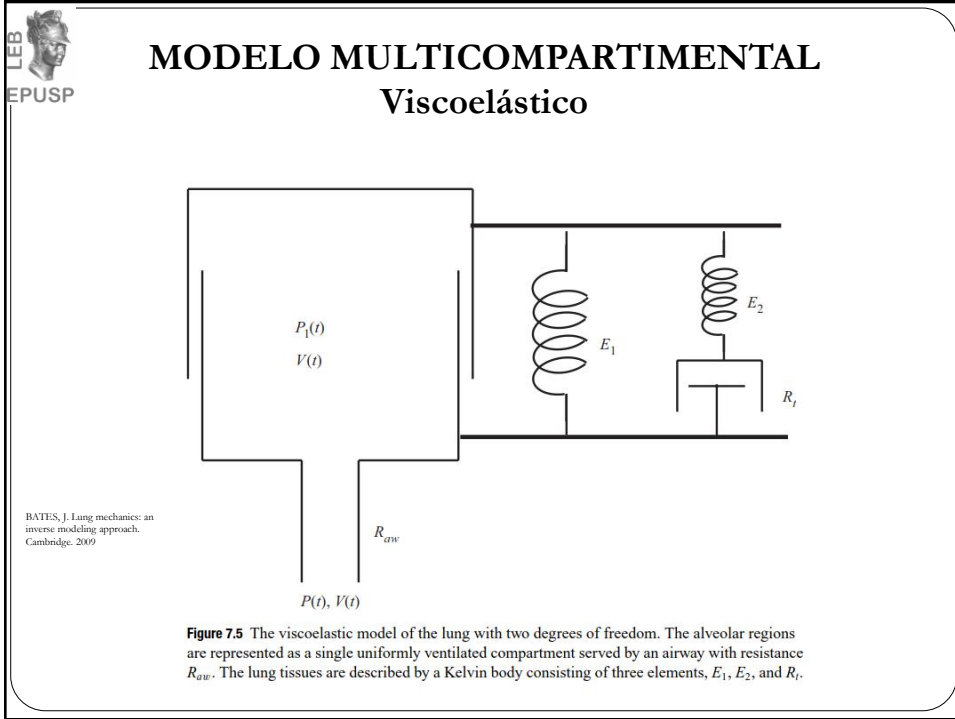 LEB
EPUSP
MODELO MULTICOMPARTIMENTAL
Viscoelástico
P₁(t)
V(t)
E₁
E₂
Rₜ
BATES, J. Lung mechanics: an
inverse modeling approach.
Cambridge. 2009
R_aw
P(t), V(t)
Figure 7.5 The viscoelastic model of the lung with two degrees of freedom. The alveolar regions
are represented as a single uniformly ventilated compartment served by an airway with resistance
R_aw. The lung tissues are described by a Kelvin body consisting of three elements, E₁, E₂, and Rₜ.